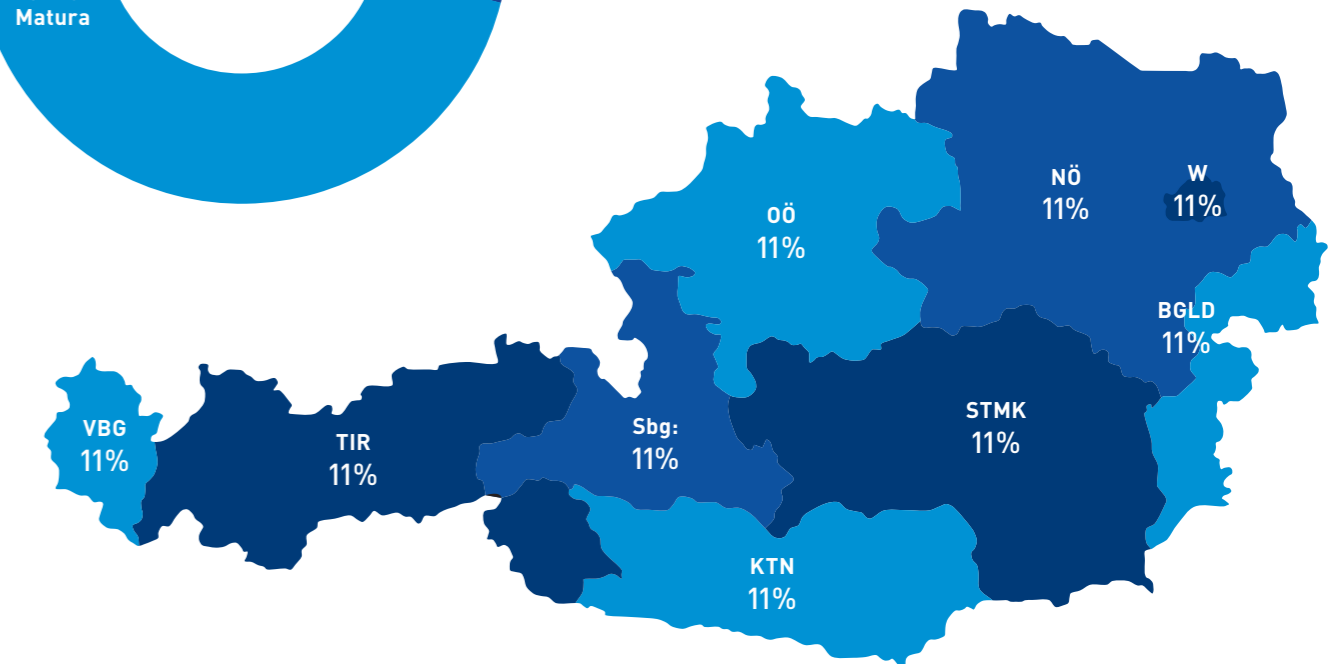 Matura
NÖ
11%
W
11%
OÖ
11%
BGLD
11%
STMK
11%
Sbg:
11%
VBG
11%
TIR
11%
KTN
11%